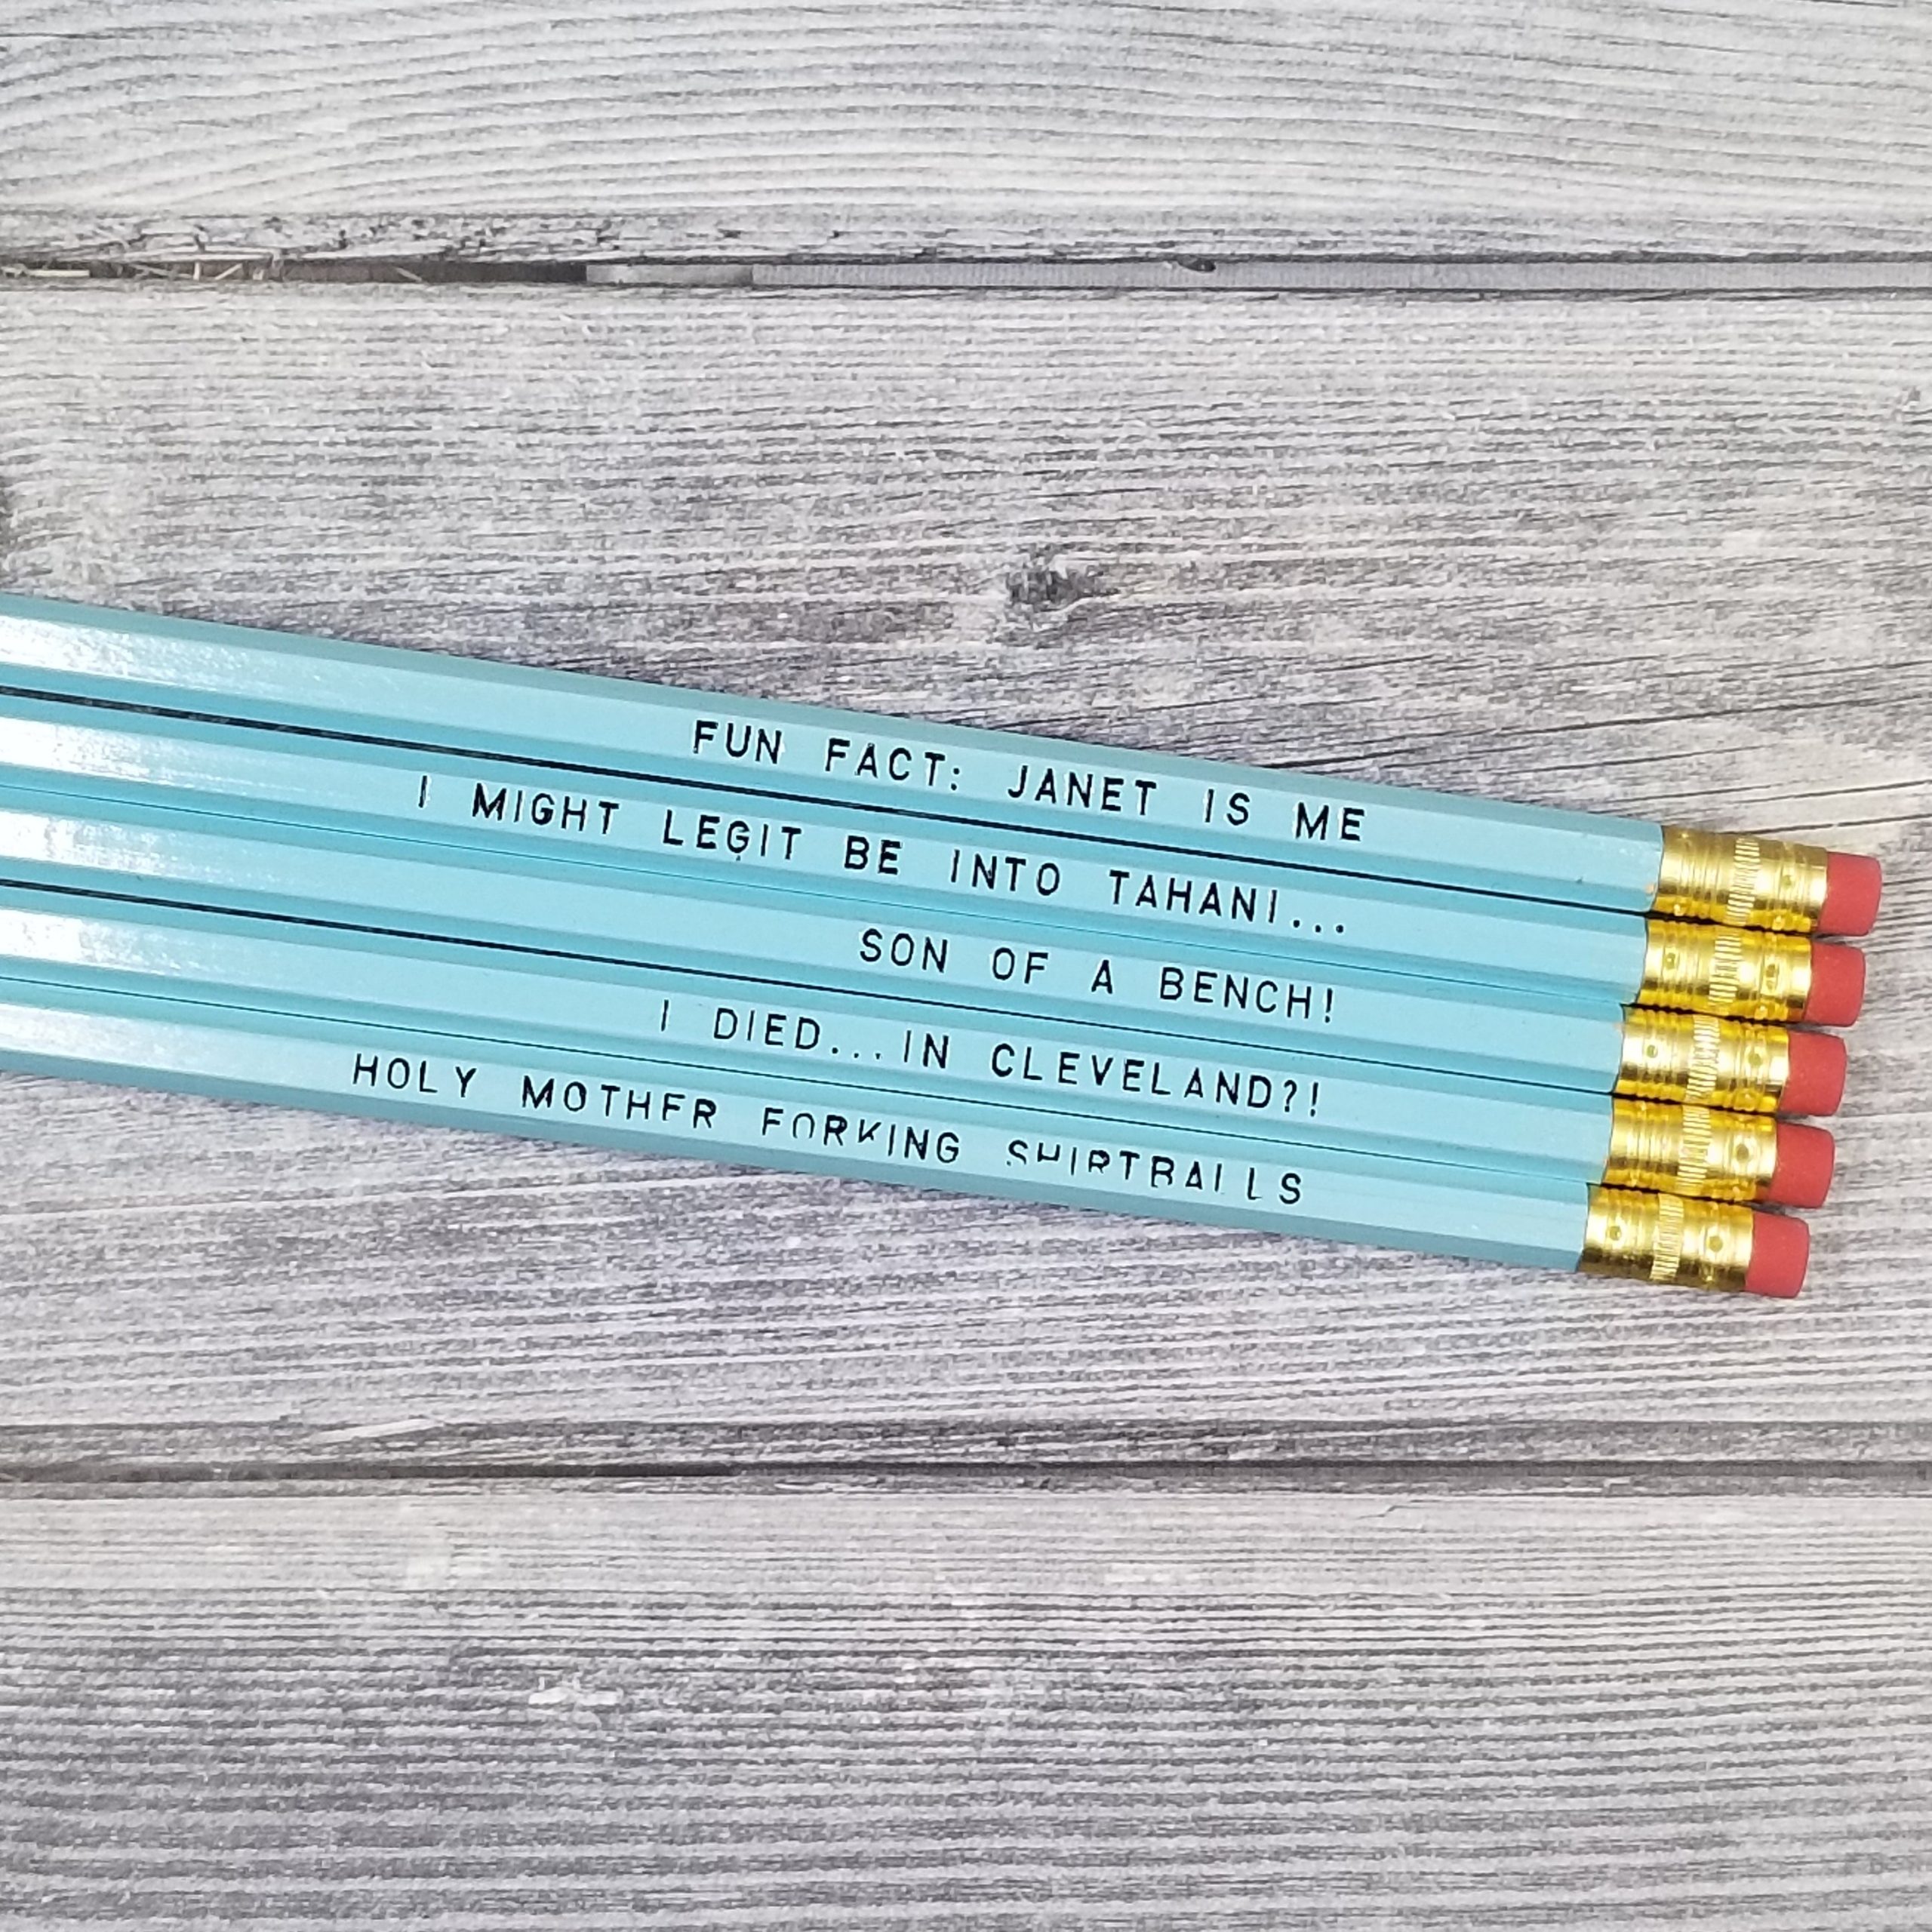 FUN FACT: JANET IS ME
I MIGHT LEGIT BE INTO TAHANI...
SON OF A BENCH!
I DIED...IN CLEVELAND?!
HOLY MOTHER FORKING SHIRTBALLS